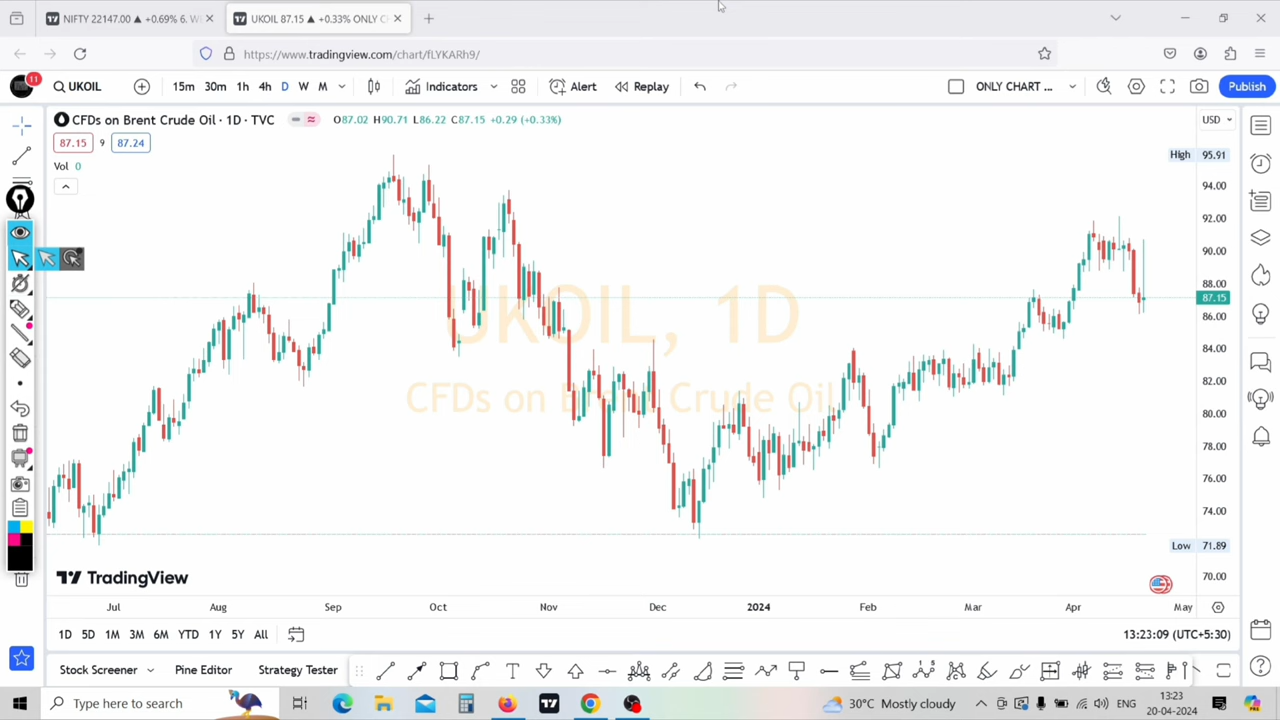 NIFTY 22147.00 ▲ +0.69% 6. W
UKOIL 87.15 ▲ +0.33% ONLY C
https://www.tradingview.com/chart/fLYKARh9/
11
UKOIL
15m 30m 1h 4h D W M
Indicators
Alert
Replay
ONLY CHART ...
Publish
CFDs on Brent Crude Oil · 1D · TVC
O87.02 H90.71 L86.22 C87.15 +0.29 (+0.33%)
USD
87.15 9 87.24
Vol 0
High 95.91
94.00
92.00
90.00
88.00
87.15
86.00
84.00
82.00
80.00
78.00
76.00
74.00
Low 71.89
70.00
UKOIL, 1D
CFDs on Brent Crude Oil
TradingView
Jul Aug Sep Oct Nov Dec 2024 Feb Mar Apr May
1D 5D 1M 3M 6M YTD 1Y 5Y All
13:23:09 (UTC+5:30)
Stock Screener Pine Editor Strategy Tester
Type here to search
30°C Mostly cloudy
ENG
13:23
20-04-2024